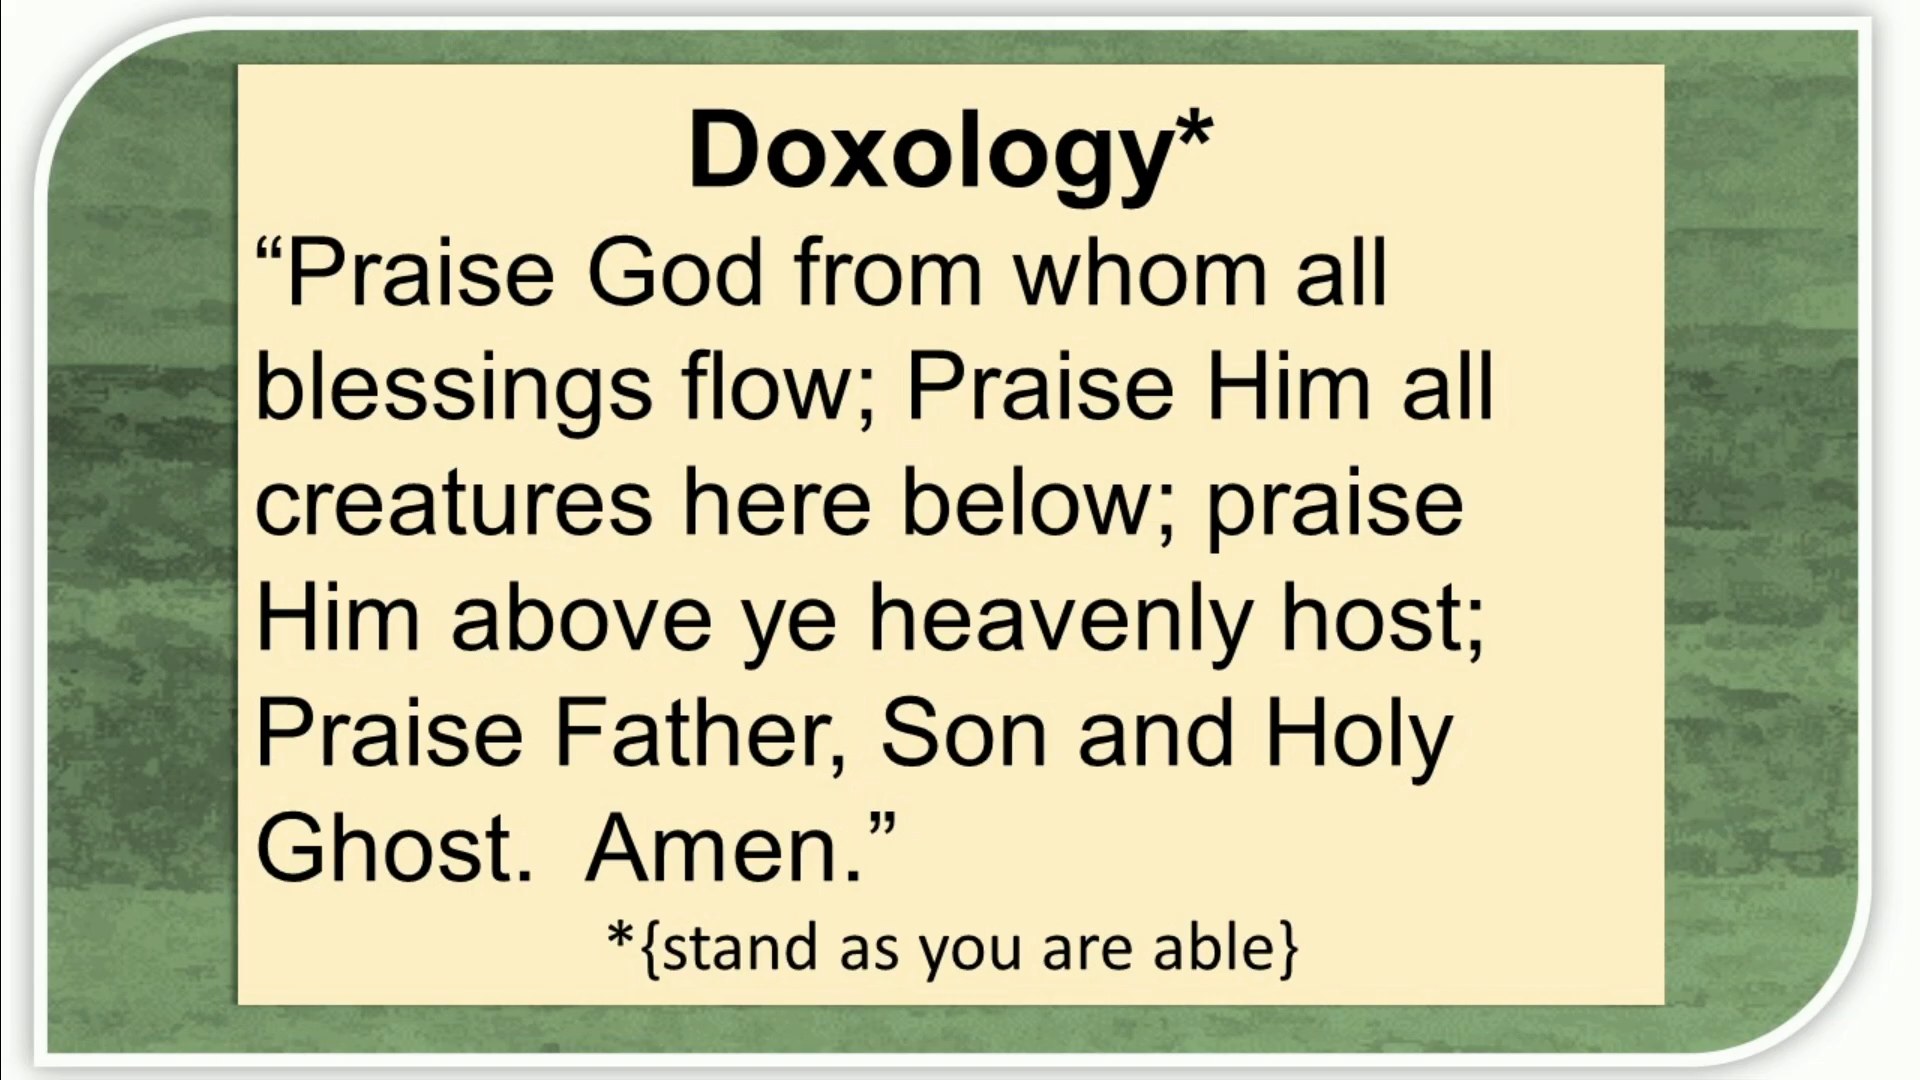 Doxology*
“Praise God from whom all
blessings flow; Praise Him all
creatures here below; praise
Him above ye heavenly host;
Praise Father, Son and Holy
Ghost.  Amen.”
*{stand as you are able}